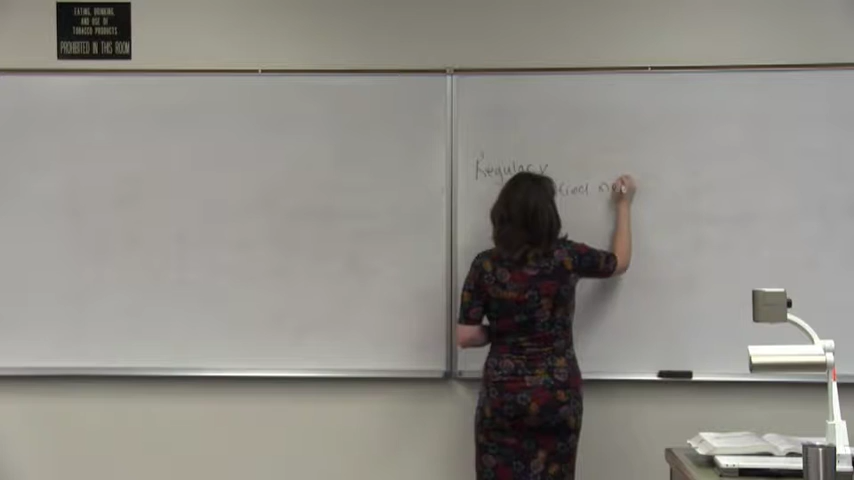 EATING, DRINKING,
AND USE OF
TOBACCO PRODUCTS
PROHIBITED IN THIS ROOM
Regular